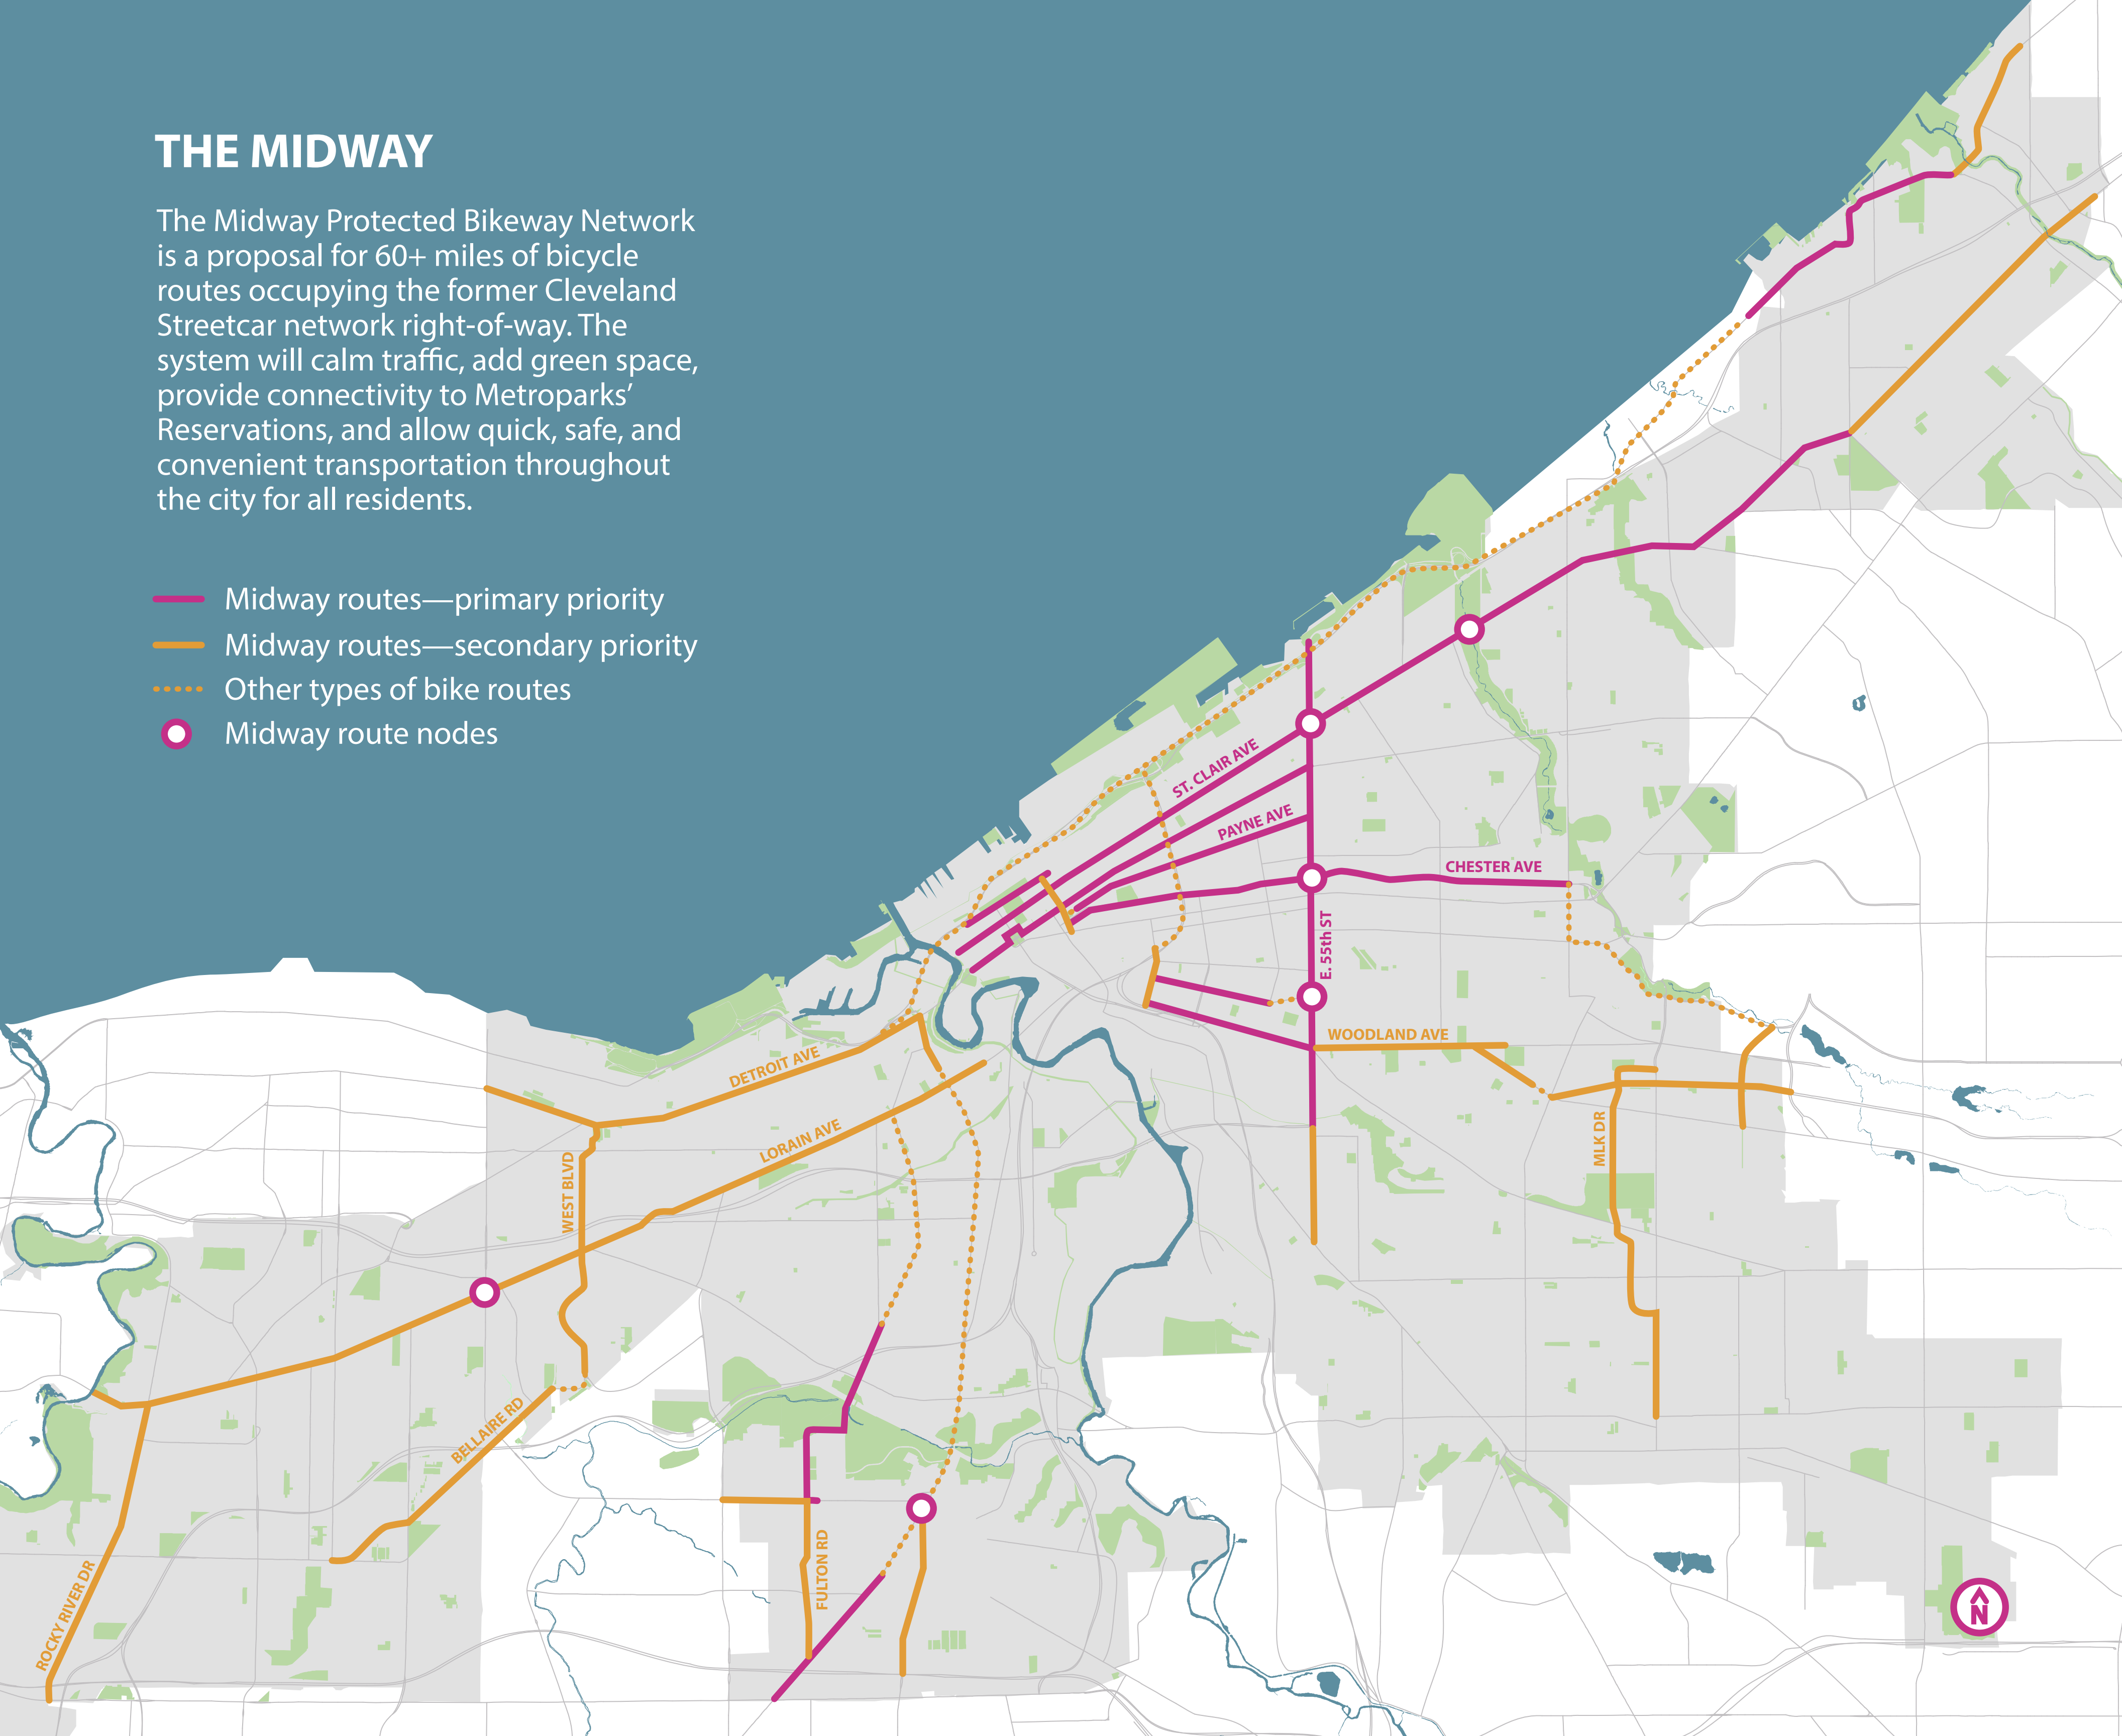 THE MIDWAY
The Midway Protected Bikeway Network
is a proposal for 60+ miles of bicycle
routes occupying the former Cleveland
Streetcar network right-of-way. The
system will calm traffic, add green space,
provide connectivity to Metroparks’
Reservations, and allow quick, safe, and
convenient transportation throughout
the city for all residents.
Midway routes—primary priority
Midway routes—secondary priority
Other types of bike routes
Midway route nodes
ST. CLAIR AVE
PAYNE AVE
CHESTER AVE
E. 55th ST
WOODLAND AVE
DETROIT AVE
LORAIN AVE
WEST BLVD
MLK DR
BELLAIRE RD
FULTON RD
ROCKY RIVER DR
N